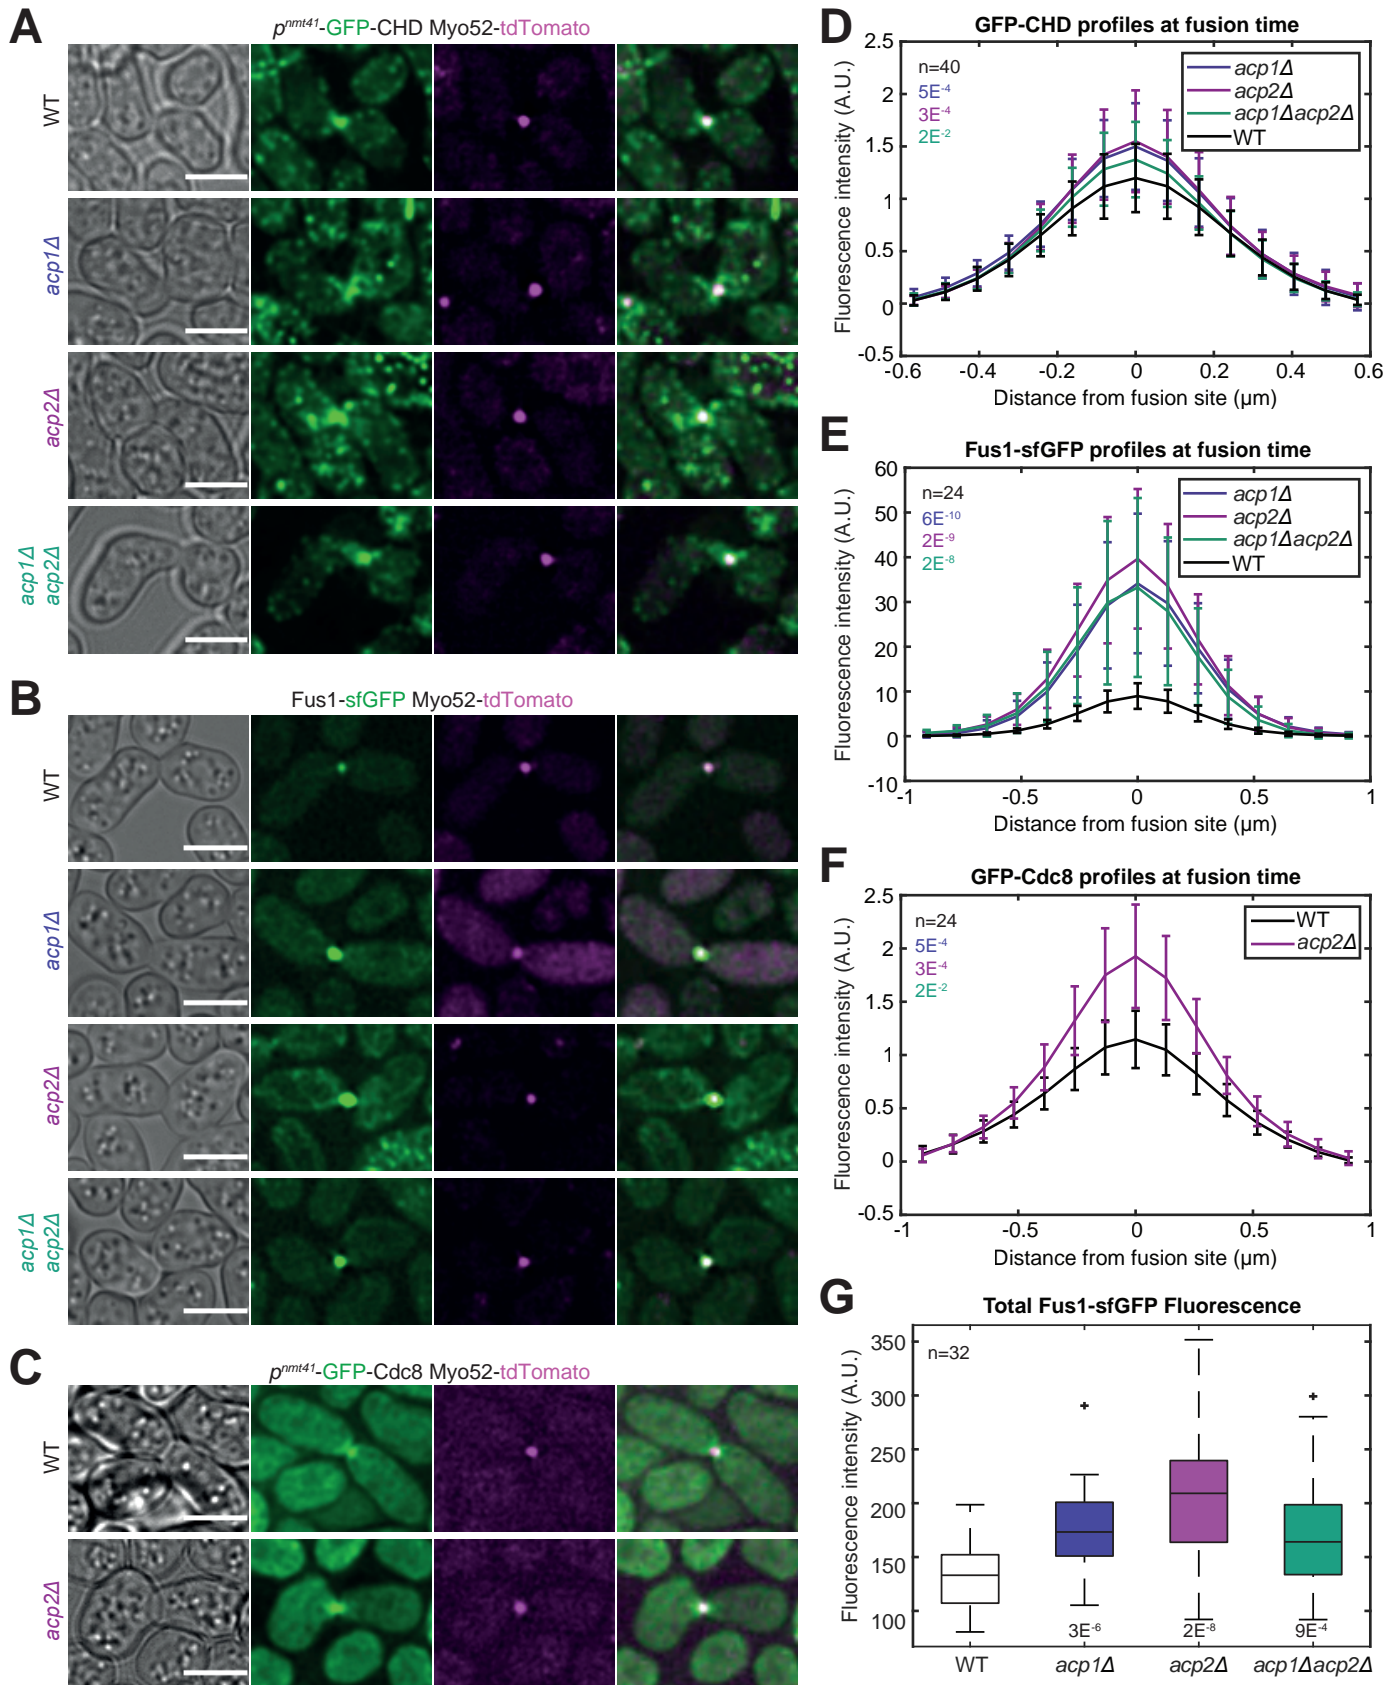 A
pnmt41-GFP-CHD Myo52-tdTomato
WT
acp1Δ
acp2Δ
acp1Δ
acp2Δ
B
Fus1-sfGFP Myo52-tdTomato
WT
acp1Δ
acp2Δ
acp1Δ
acp2Δ
C
pnmt41-GFP-Cdc8 Myo52-tdTomato
WT
acp2Δ
D
GFP-CHD profiles at fusion time
Fluorescence intensity (A.U.)
2.5
2
1.5
1
0.5
0
-0.5
n=40
5E-4
3E-4
2E-2
acp1Δ
acp2Δ
acp1Δacp2Δ
WT
-0.6 -0.4 -0.2 0 0.2 0.4 0.6
Distance from fusion site (µm)
E
Fus1-sfGFP profiles at fusion time
Fluorescence intensity (A.U.)
60
50
40
30
20
10
0
-10
n=24
6E-10
2E-9
2E-8
acp1Δ
acp2Δ
acp1Δacp2Δ
WT
-1 -0.5 0 0.5 1
Distance from fusion site (µm)
F
GFP-Cdc8 profiles at fusion time
Fluorescence intensity (A.U.)
2.5
2
1.5
1
0.5
0
-0.5
n=24
5E-4
3E-4
2E-2
WT
acp2Δ
-1 -0.5 0 0.5 1
Distance from fusion site (µm)
G
Total Fus1-sfGFP Fluorescence
Fluorescence intensity (A.U.)
350
300
250
200
150
100
n=32
3E-6 2E-8 9E-4
WT acp1Δ acp2Δ acp1Δacp2Δ